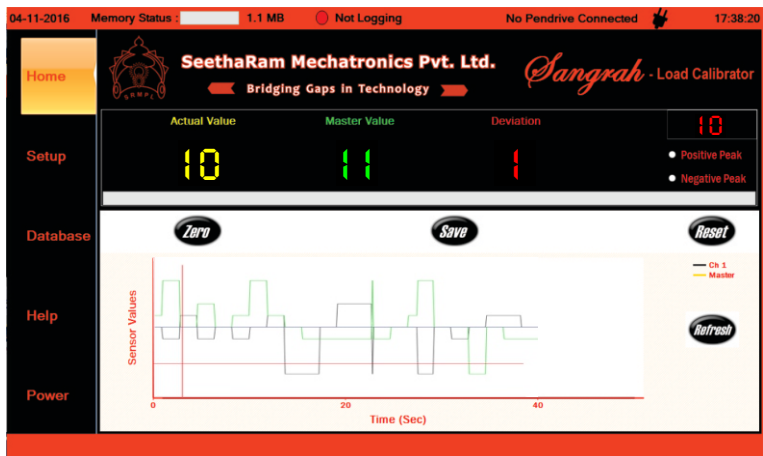 04-11-2016 Memory Status : 1.1 MB Not Logging No Pendrive Connected 17:38:20
Home
SRMPL
SeethaRam Mechatronics Pvt. Ltd.
Bridging Gaps in Technology
Sangrah - Load Calibrator
Actual Value Master Value Deviation
10 11 1 10
Positive Peak
Negative Peak
Setup
Database
Help
Power
Zero Save Reset
Ch 1
Master
Refresh
Sensor Values
0 20 40
Time (Sec)